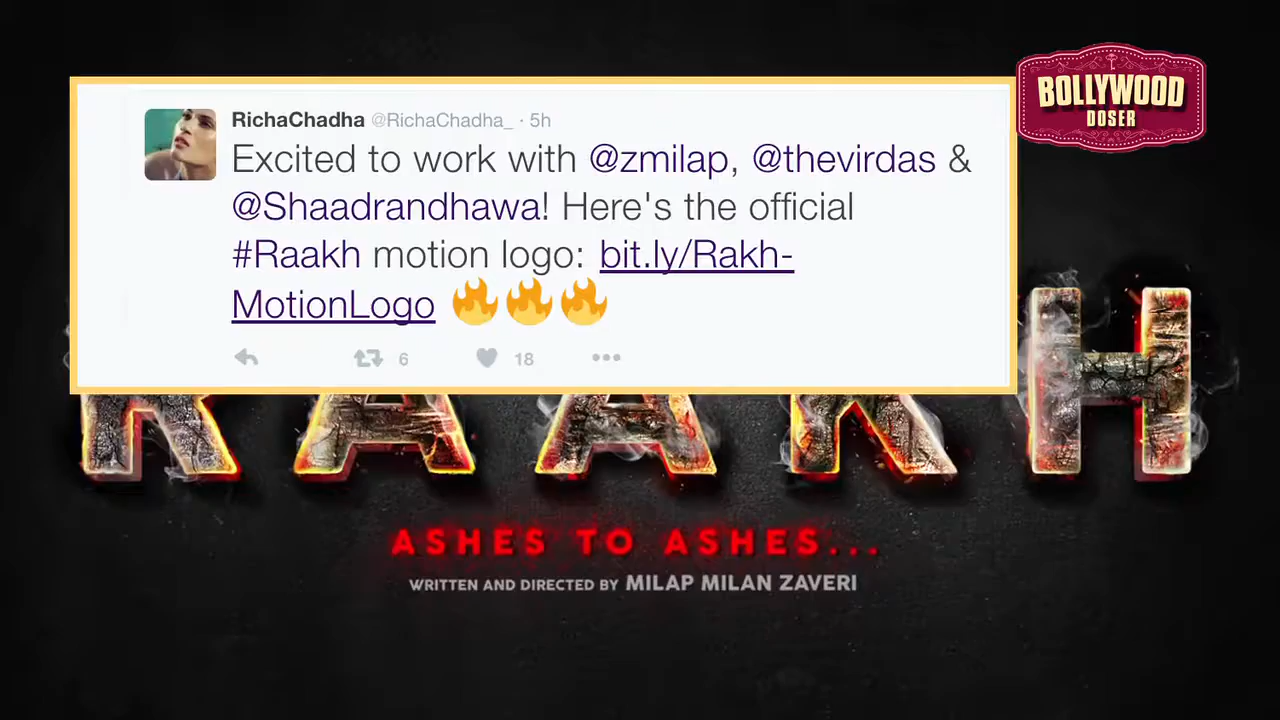 BOLLYWOOD
DOSER
RichaChadha @RichaChadha_ · 5h
Excited to work with @zmilap, @thevirdas &
@Shaadrandhawa! Here's the official
#Raakh motion logo: bit.ly/Rakh-
MotionLogo 🔥🔥🔥
6 18
RAAKH
ASHES TO ASHES...
WRITTEN AND DIRECTED BY MILAP MILAN ZAVERI